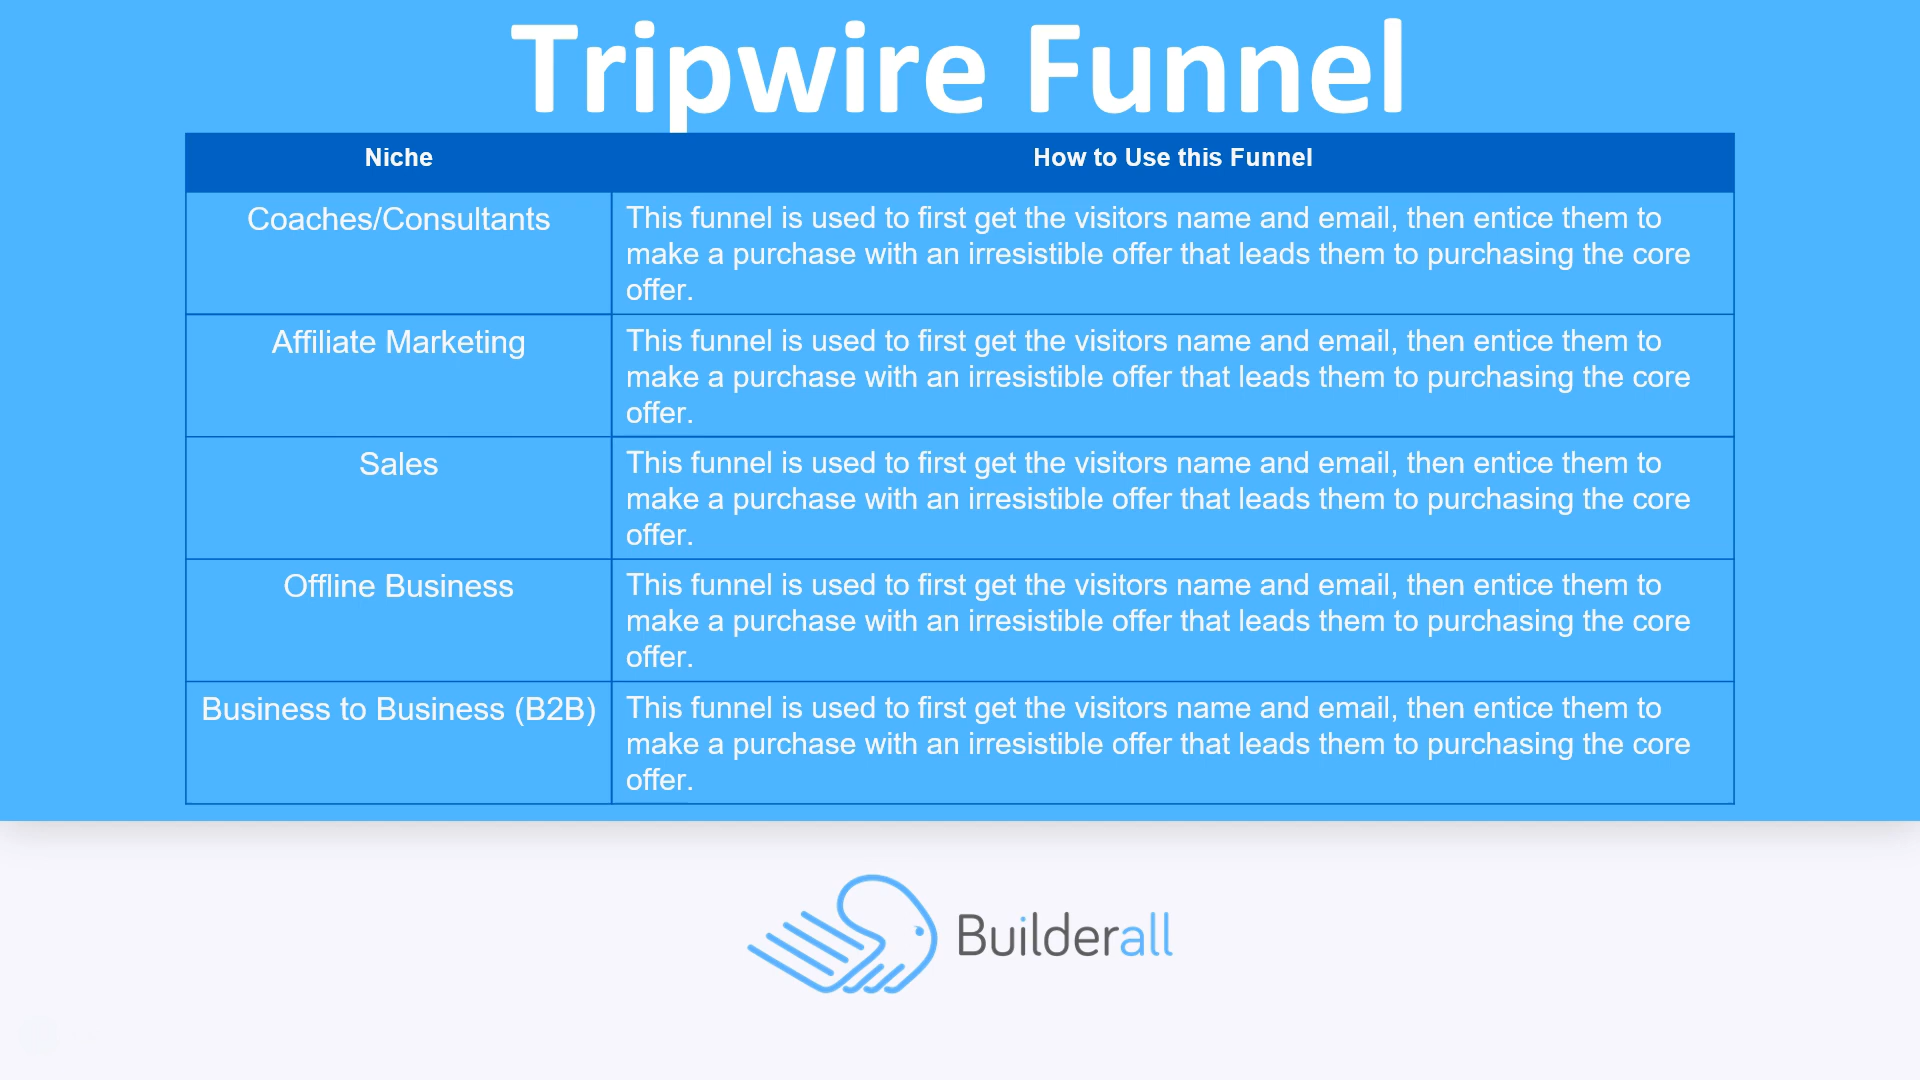 Tripwire Funnel
Niche
How to Use this Funnel
Coaches/Consultants
This funnel is used to first get the visitors name and email, then entice them to
make a purchase with an irresistible offer that leads them to purchasing the core
offer.
Affiliate Marketing
This funnel is used to first get the visitors name and email, then entice them to
make a purchase with an irresistible offer that leads them to purchasing the core
offer.
Sales
This funnel is used to first get the visitors name and email, then entice them to
make a purchase with an irresistible offer that leads them to purchasing the core
offer.
Offline Business
This funnel is used to first get the visitors name and email, then entice them to
make a purchase with an irresistible offer that leads them to purchasing the core
offer.
Business to Business (B2B)
This funnel is used to first get the visitors name and email, then entice them to
make a purchase with an irresistible offer that leads them to purchasing the core
offer.
Builderall